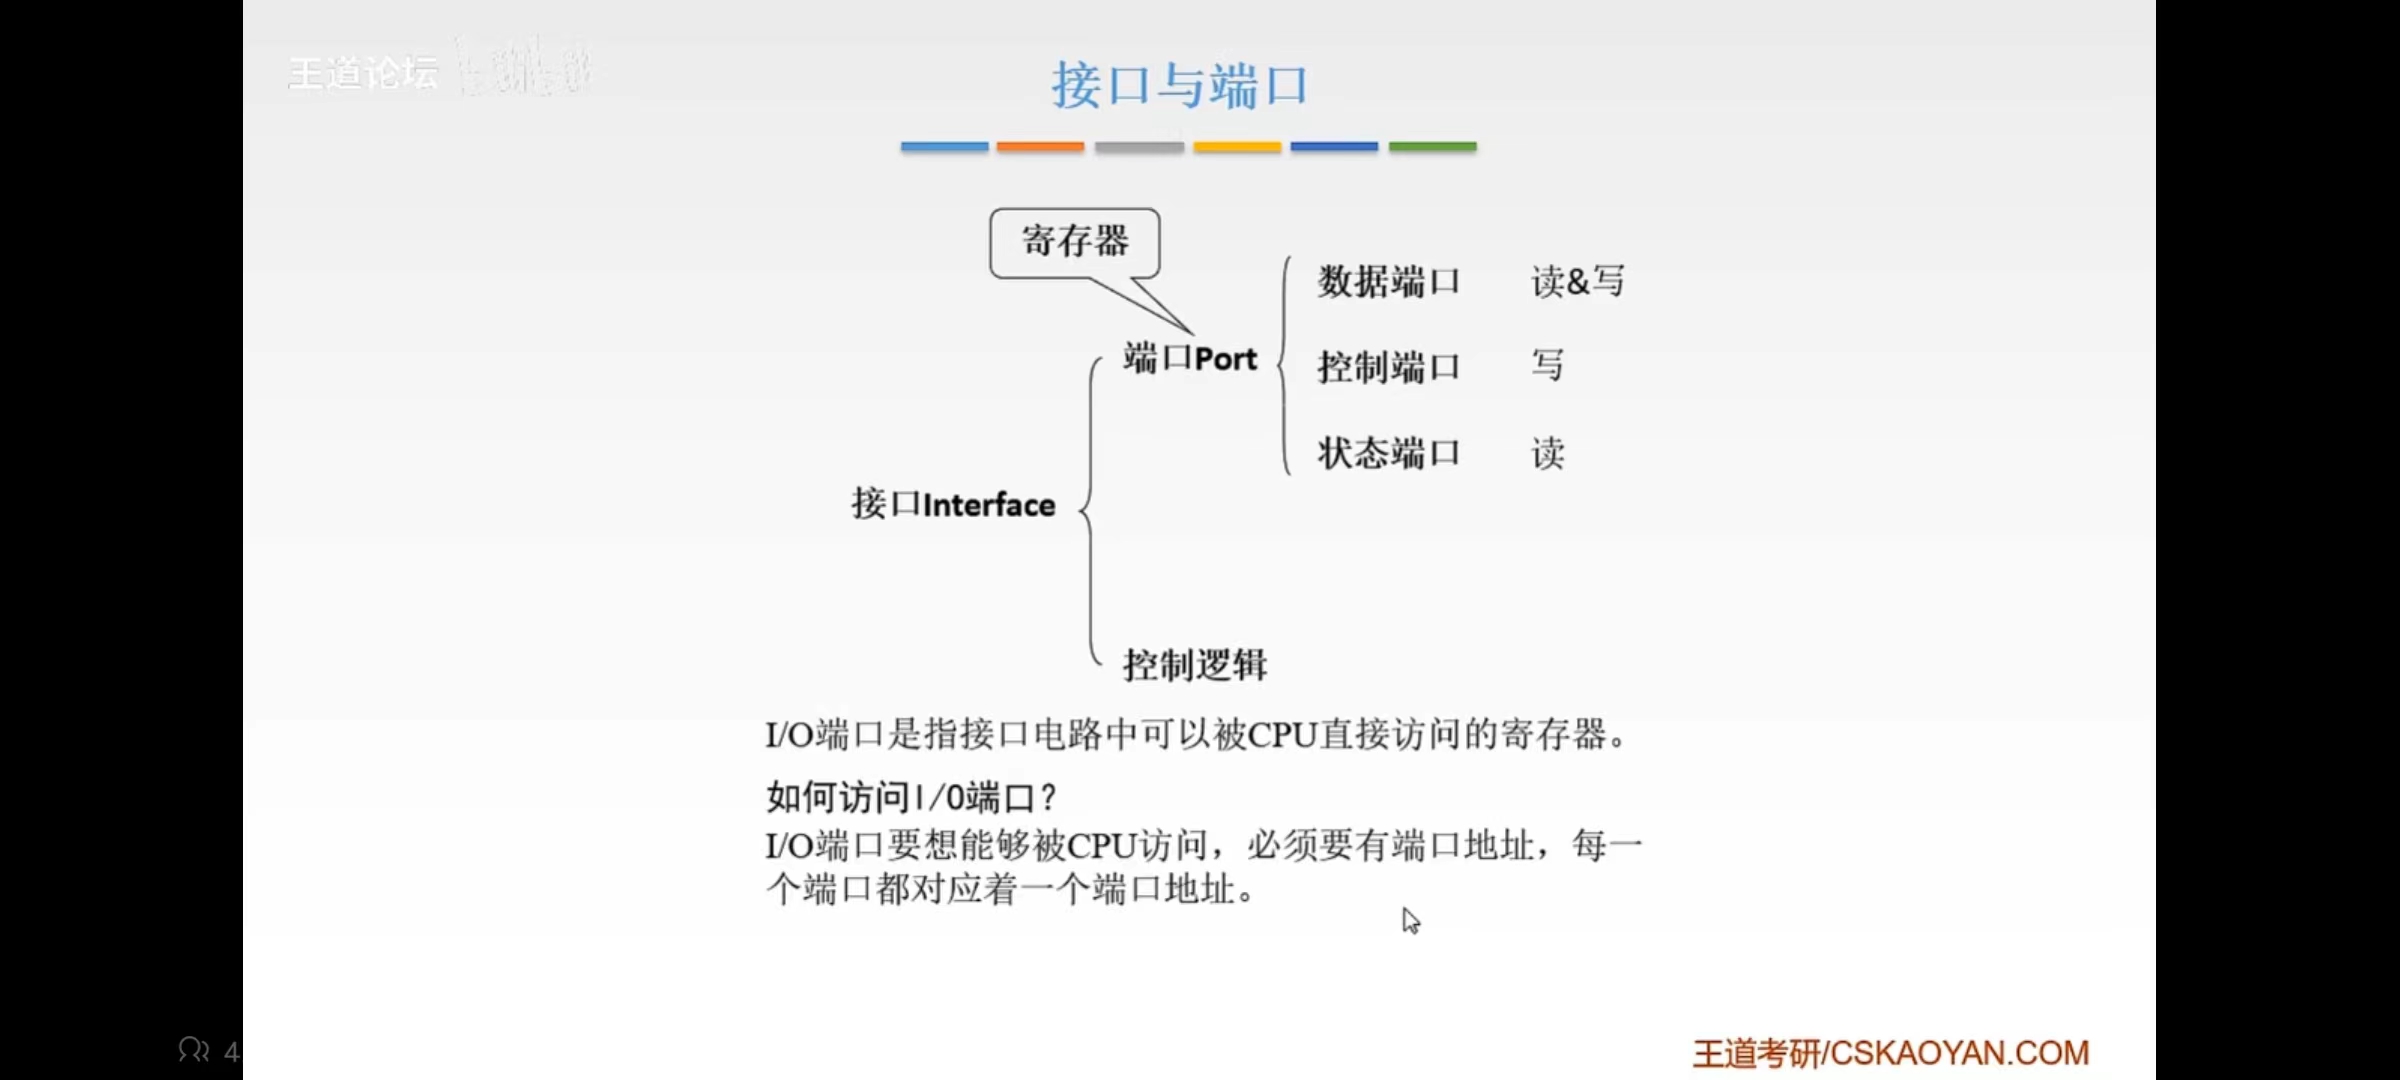 王道论坛
接口与端口
寄存器
数据端口 读&写
端口Port
控制端口 写
状态端口 读
接口Interface
控制逻辑
I/O端口是指接口电路中可以被CPU直接访问的寄存器。
如何访问I/O端口?
I/O端口要想能够被CPU访问，必须要有端口地址，每一
个端口都对应着一个端口地址。
4
王道考研/CSKAOYAN.COM